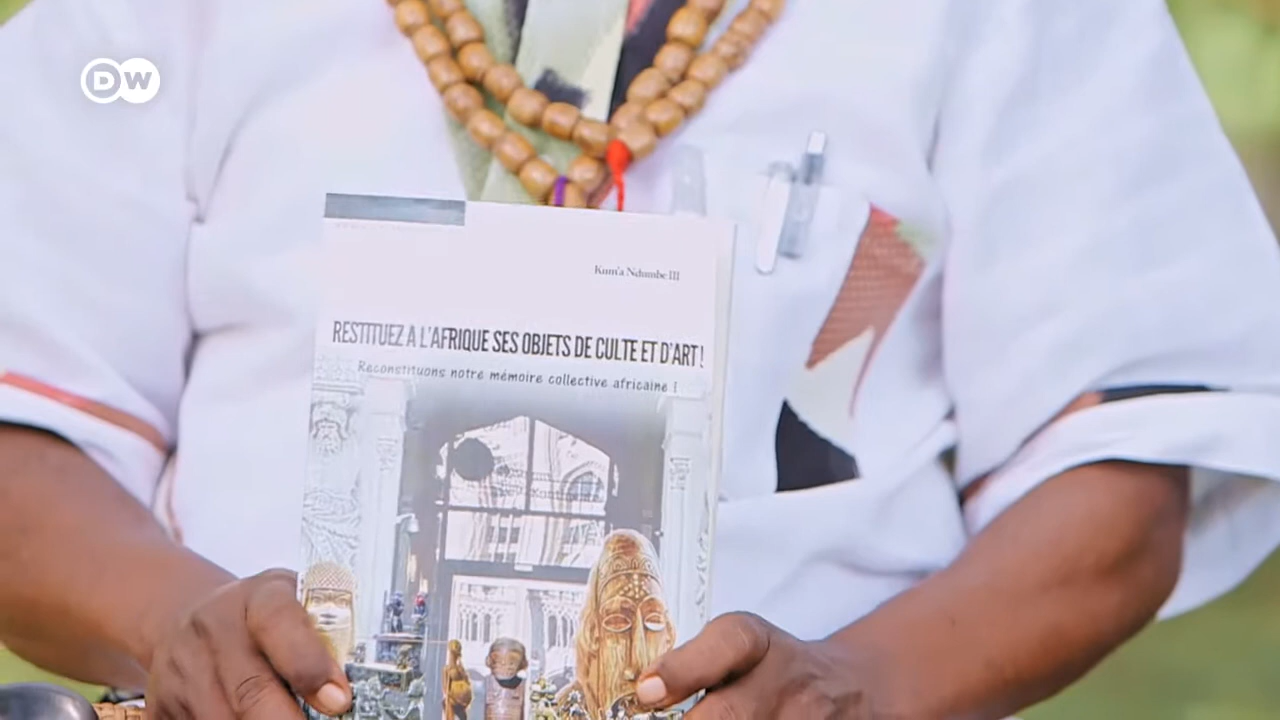 DW
Kum'a Ndumbe III
RESTITUEZ A L'AFRIQUE SES OBJETS DE CULTE ET D'ART !
Reconstituons notre mémoire collective africaine !